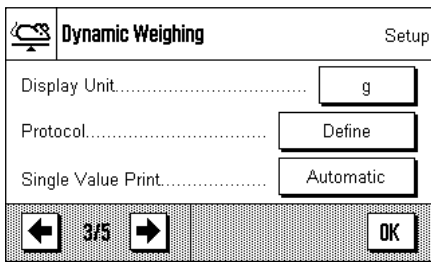 Dynamic Weighing Setup
Display Unit.................................... g
Protocol.................................. Define
Single Value Print.................... Automatic
3/5 OK